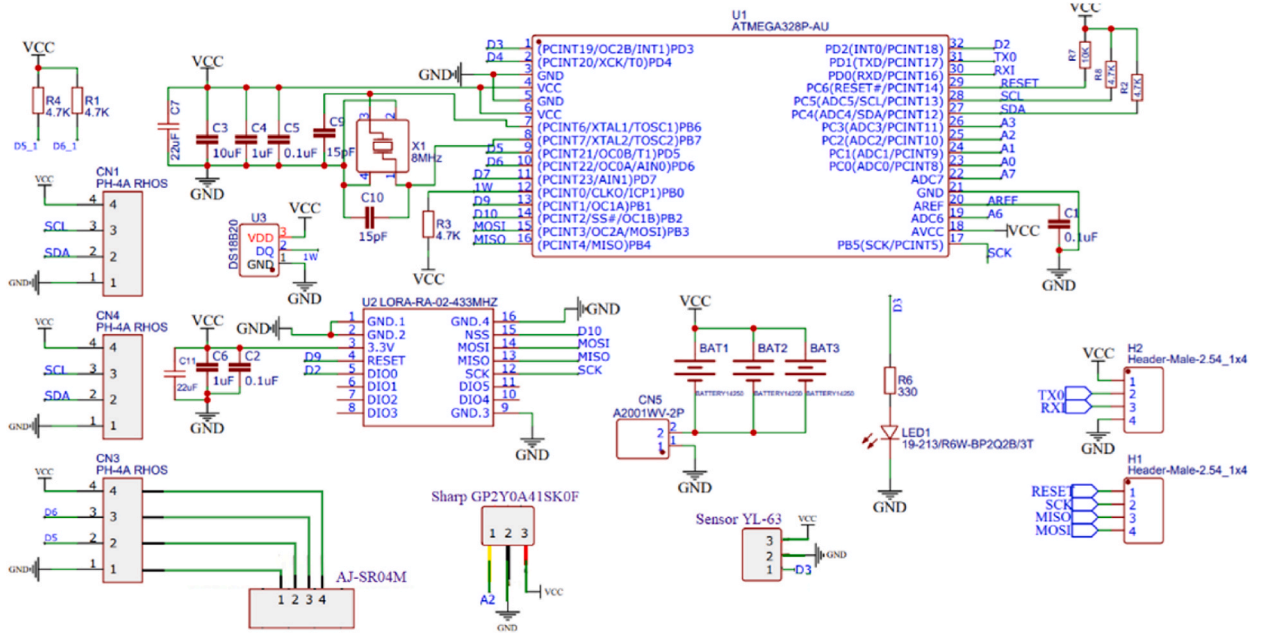 U1
ATMEGA328P-AU
VCC
R4
4.7K
R1
4.7K
D5_1
D6_1
VCC
C7
22uF
C3
10uF
C4
1uF
C5
0.1uF
C9
15pF
GND
3
2
4
1
X1
8MHz
C10
15pF
R3
4.7K
VCC
GND
D3 1 (PCINT19/OC2B/INT1)PD3
D4 2 (PCINT20/XCK/T0)PD4
3 GND
4 VCC
5 GND
6 VCC
7 (PCINT6/XTAL1/TOSC1)PB6
8 (PCINT7/XTAL2/TOSC2)PB7
D5 9 (PCINT21/OC0B/T1)PD5
D6 10 (PCINT22/OC0A/AIN0)PD6
D7 11 (PCINT23/AIN1)PD7
1W 12 (PCINT0/CLKO/ICP1)PB0
D9 13 (PCINT1/OC1A)PB1
D10 14 (PCINT2/SS#/OC1B)PB2
MOSI 15 (PCINT3/OC2A/MOSI)PB3
MISO 16 (PCINT4/MISO)PB4
PD2(INT0/PCINT18) 32 D2
PD1(TXD/PCINT17) 31 TX0
PD0(RXD/PCINT16) 30 RXI
PC6(RESET#/PCINT14) 29 RESET
PC5(ADC5/SCL/PCINT13) 28 SCL
PC4(ADC4/SDA/PCINT12) 27 SDA
PC3(ADC3/PCINT11) 26 A3
PC2(ADC2/PCINT10) 25 A2
PC1(ADC1/PCINT9) 24 A1
PC0(ADC0/PCINT8) 23 A0
ADC7 22 A7
GND 21
AREF 20 AREF
ADC6 19 A6
AVCC 18 VCC
PB5(SCK/PCINT5) 17 SCK
VCC
R7
10K
R8
4.7K
R2
4.7K
C1
0.1uF
GND
CN1
PH-4A RHOS
VCC 4 4
SCL 3 3
SDA 2 2
GND 1 1
U3
DS18B20
VDD 3 VCC
DQ 2 1W
GND 1
GND
CN4
PH-4A RHOS
VCC 4 4
SCL 3 3
SDA 2 2
GND 1 1
VCC
C11
22uF
C6
1uF
C2
0.1uF
GND
U2 LORA-RA-02-433MHZ
GND 1 GND.1
2 GND.2
3 3.3V
D9 4 RESET
D2 5 DIO0
6 DIO1
7 DIO2
8 DIO3
GND.4 16 GND
NSS 15 D10
MOSI 14 MOSI
MISO 13 MISO
SCK 12 SCK
DIO5 11
DIO4 10
GND.3 9
GND
VCC
BAT1
BATTERY14250
BAT2
BATTERY14250
BAT3
BATTERY14250
CN5
A2001WV-2P
2 2
1 1
GND
D3
R6
330
LED1
19-213/R6W-BP2Q2B/3T
GND
H2
Header-Male-2.54_1x4
VCC 1
TX0 2
RXI 3
GND 4
H1
Header-Male-2.54_1x4
RESET 1
SCK 2
MISO 3
MOSI 4
CN3
PH-4A RHOS
VCC 4 4
D6 3 3
D5 2 2
GND 1 1
AJ-SR04M
1 2 3 4
Sharp GP2Y0A41SK0F
1 2 3
A2
VCC
GND
Sensor YL-63
3 VCC
2 GND
1 D3